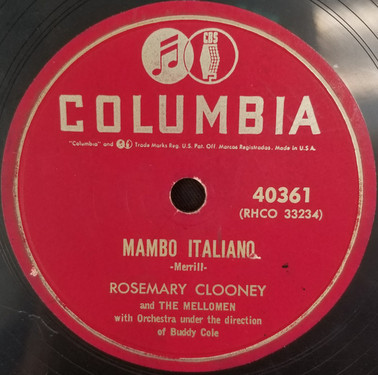 CBS
COLUMBIA
"Columbia" and Trade Marks Reg. U.S. Pat. Off. Marcas Registradas. Made in U.S.A.
40361
(RHCO 33234)
MAMBO ITALIANO
-Merrill-
ROSEMARY CLOONEY
and THE MELLOMEN
with Orchestra under the direction
of Buddy Cole